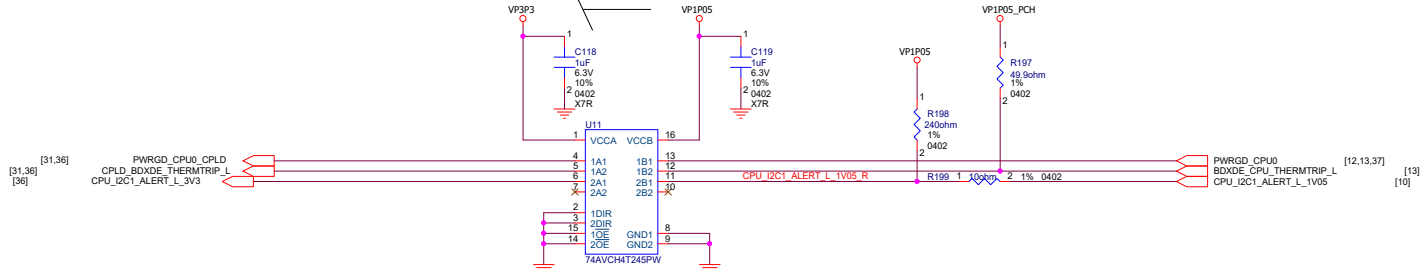 VP3P3
VP1P05
VP1P05_PCH
1
C118
1uF
6.3V
10%
2 0402
X7R
1
C119
1uF
6.3V
10%
2 0402
X7R
VP1P05
1
R198
240ohm
1%
2 0402
1
R197
49.9ohm
1%
0402
2
U11
1 VCCA VCCB 16
[31,36] PWRGD_CPU0_CPLD 4 1A1 1B1 13 PWRGD_CPU0 [12,13,37]
[31,36] CPLD_BDXDE_THERMTRIP_L 5 1A2 1B2 12 BDXDE_CPU_THERMTRIP_L [13]
[36] CPU_I2C1_ALERT_L_3V3 6 2A1 2B1 11 CPU_I2C1_ALERT_L_1V05_R R199 1 10ohm 2 1% 0402 CPU_I2C1_ALERT_L_1V05 [10]
7 2A2 2B2 10
2 1DIR
3 2DIR
15 1OE GND1 8
14 2OE GND2 9
74AVCH4T245PW